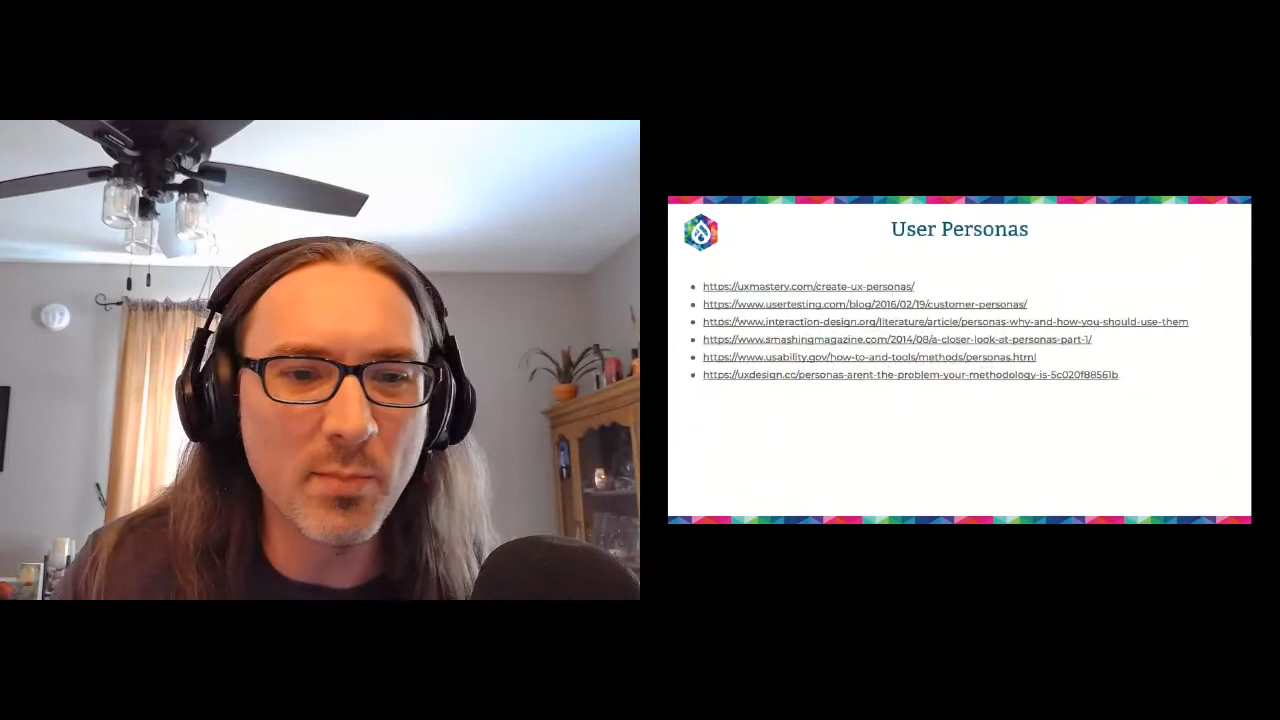 User Personas
https://uxmastery.com/create-ux-personas/
https://www.usertesting.com/blog/2016/02/19/customer-personas/
https://www.interaction-design.org/literature/article/personas-why-and-how-you-should-use-them
https://www.smashingmagazine.com/2014/08/a-closer-look-at-personas-part-1/
https://www.usability.gov/how-to-and-tools/methods/personas.html
https://uxdesign.cc/personas-arent-the-problem-your-methodology-is-5c020f88561b